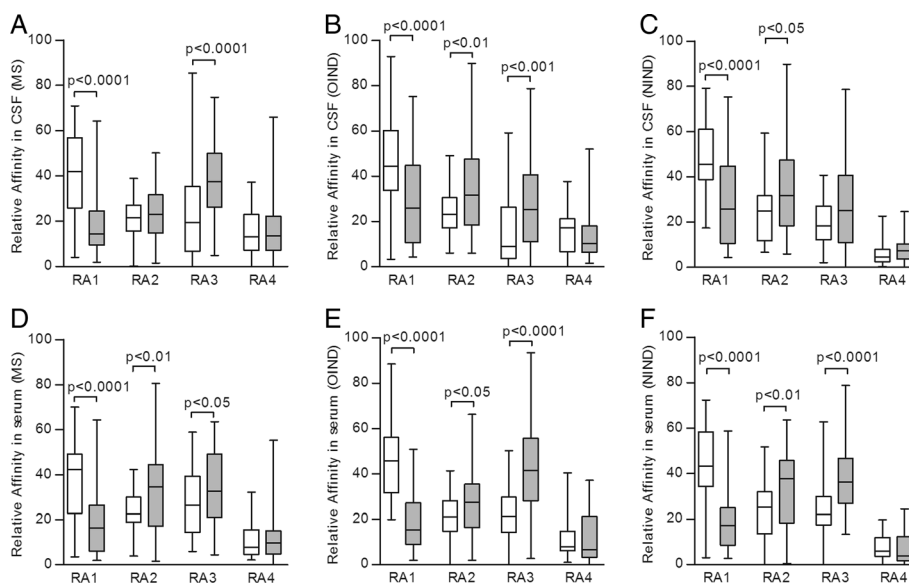 A
B
C
Relative Affinity in CSF (MS)
100
80
60
40
20
0
p<0.0001
p<0.0001
RA1 RA2 RA3 RA4
Relative Affinity in CSF (OIND)
100
80
60
40
20
0
p<0.0001
p<0.01
p<0.001
RA1 RA2 RA3 RA4
Relative Affinity in CSF (NIND)
100
80
60
40
20
0
p<0.0001
p<0.05
RA1 RA2 RA3 RA4
D
E
F
Relative Affinity in serum (MS)
100
80
60
40
20
0
p<0.0001
p<0.01
p<0.05
RA1 RA2 RA3 RA4
Relative Affinity in serum (OIND)
100
80
60
40
20
0
p<0.0001
p<0.05
p<0.0001
RA1 RA2 RA3 RA4
Relative Affinity in serum (NIND)
100
80
60
40
20
0
p<0.0001
p<0.01
p<0.0001
RA1 RA2 RA3 RA4